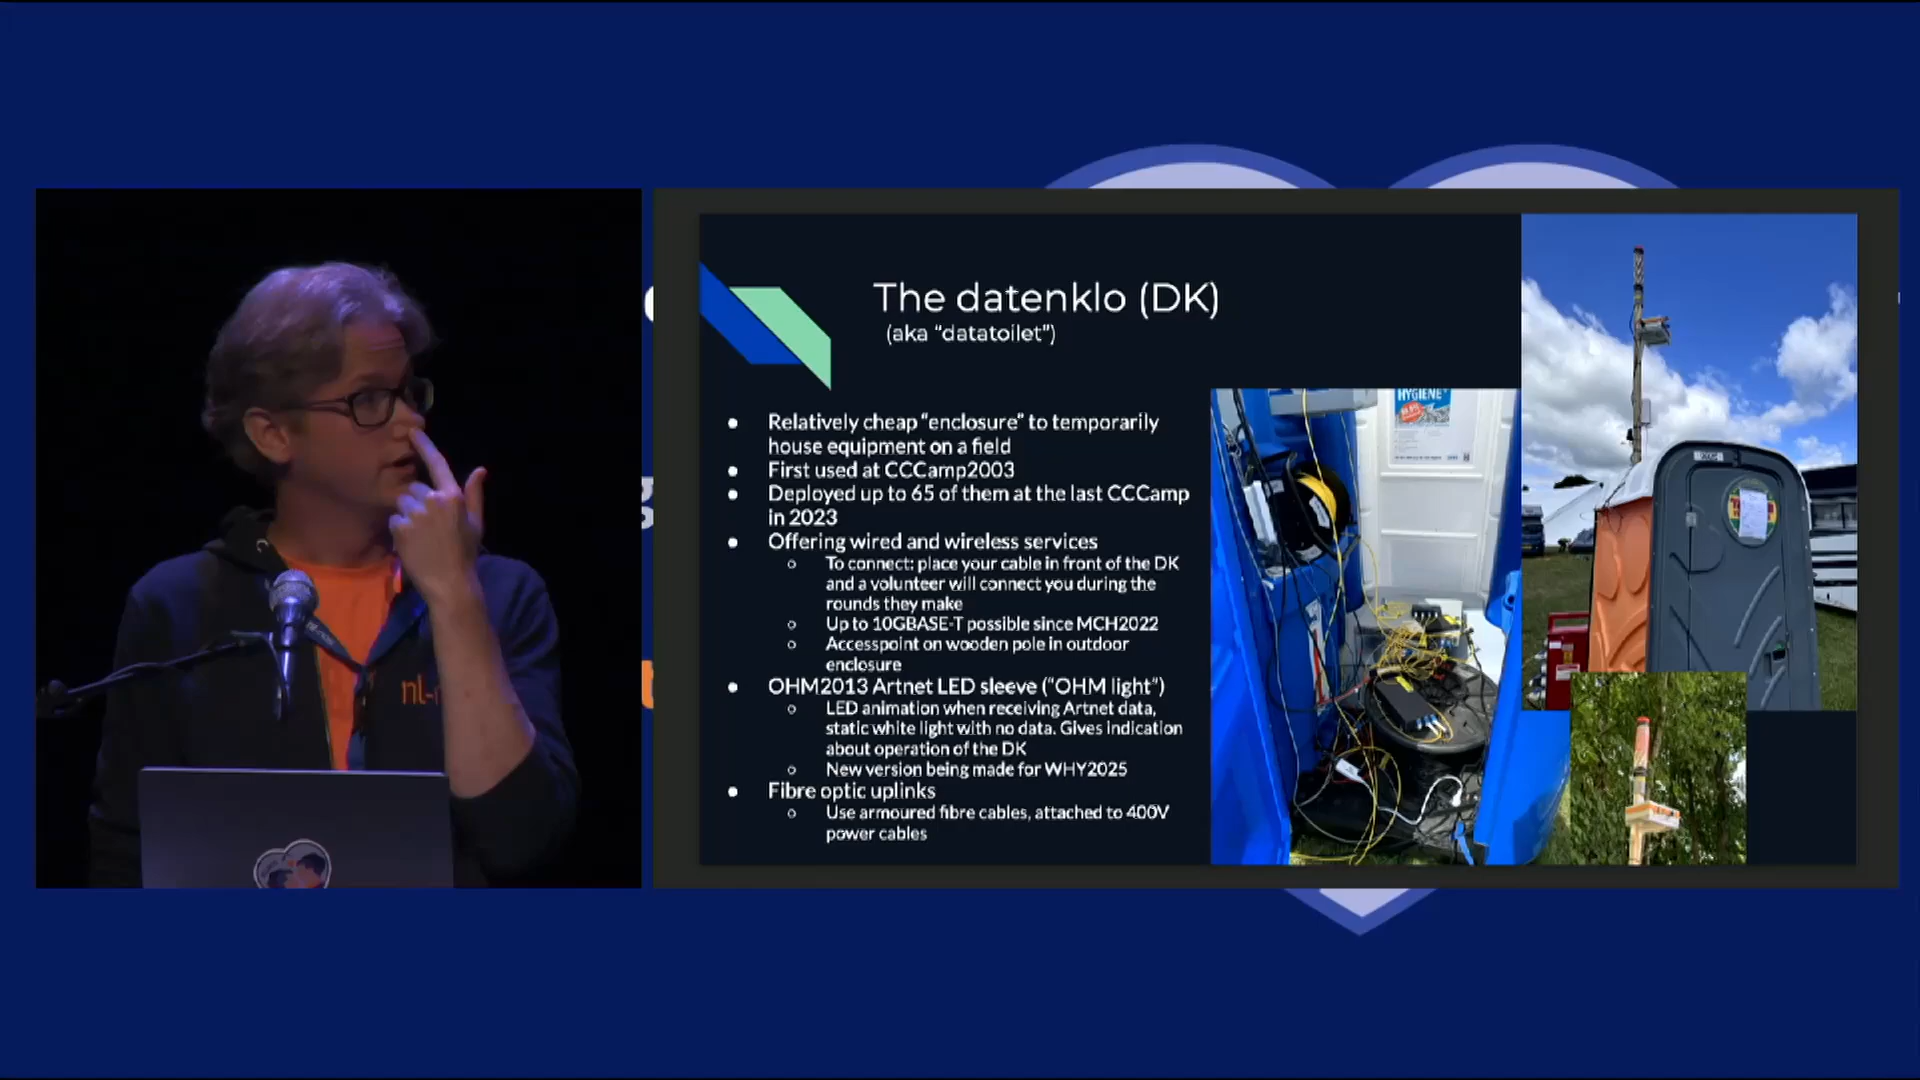 The datenklo (DK)
(aka “datatoilet”)
● Relatively cheap “enclosure” to temporarily
house equipment on a field
● First used at CCCamp2003
● Deployed up to 65 of them at the last CCCamp
in 2023
● Offering wired and wireless services
○ To connect: place your cable in front of the DK
and a volunteer will connect you during the
rounds they make
○ Up to 10GBASE-T possible since MCH2022
○ Accesspoint on wooden pole in outdoor
enclosure
● OHM2013 Artnet LED sleeve (“OHM light”)
○ LED animation when receiving Artnet data,
static white light with no data. Gives indication
about operation of the DK
○ New version being made for WHY2025
● Fibre optic uplinks
○ Use armoured fibre cables, attached to 400V
power cables
HYGIENE
nl-